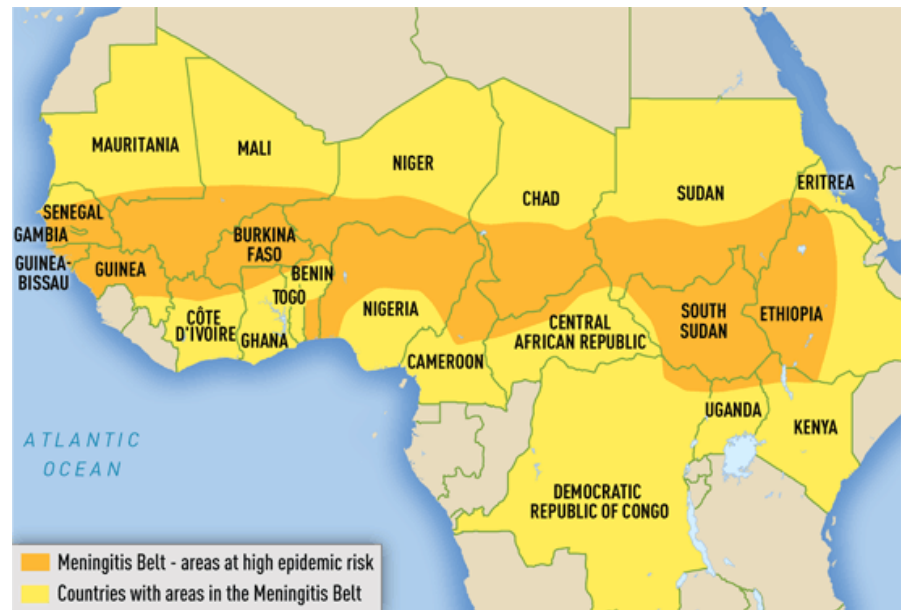 MAURITANIA
MALI
NIGER
CHAD
SUDAN
ERITREA
SENEGAL
GAMBIA
GUINEA-
BISSAU
GUINEA
BURKINA
FASO
BENIN
TOGO
CÔTE
D'IVOIRE
GHANA
NIGERIA
CAMEROON
CENTRAL
AFRICAN REPUBLIC
SOUTH
SUDAN
ETHIOPIA
UGANDA
KENYA
DEMOCRATIC
REPUBLIC OF CONGO
ATLANTIC
OCEAN
Meningitis Belt - areas at high epidemic risk
Countries with areas in the Meningitis Belt